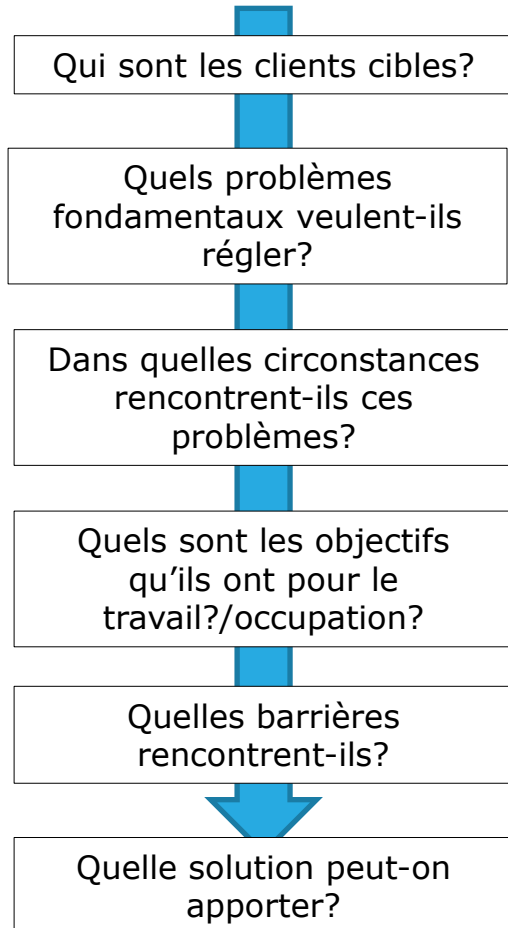 Qui sont les clients cibles?
Quels problèmes
fondamentaux veulent-ils
régler?
Dans quelles circonstances
rencontrent-ils ces
problèmes?
Quels sont les objectifs
qu’ils ont pour le
travail?/occupation?
Quelles barrières
rencontrent-ils?
Quelle solution peut-on
apporter?